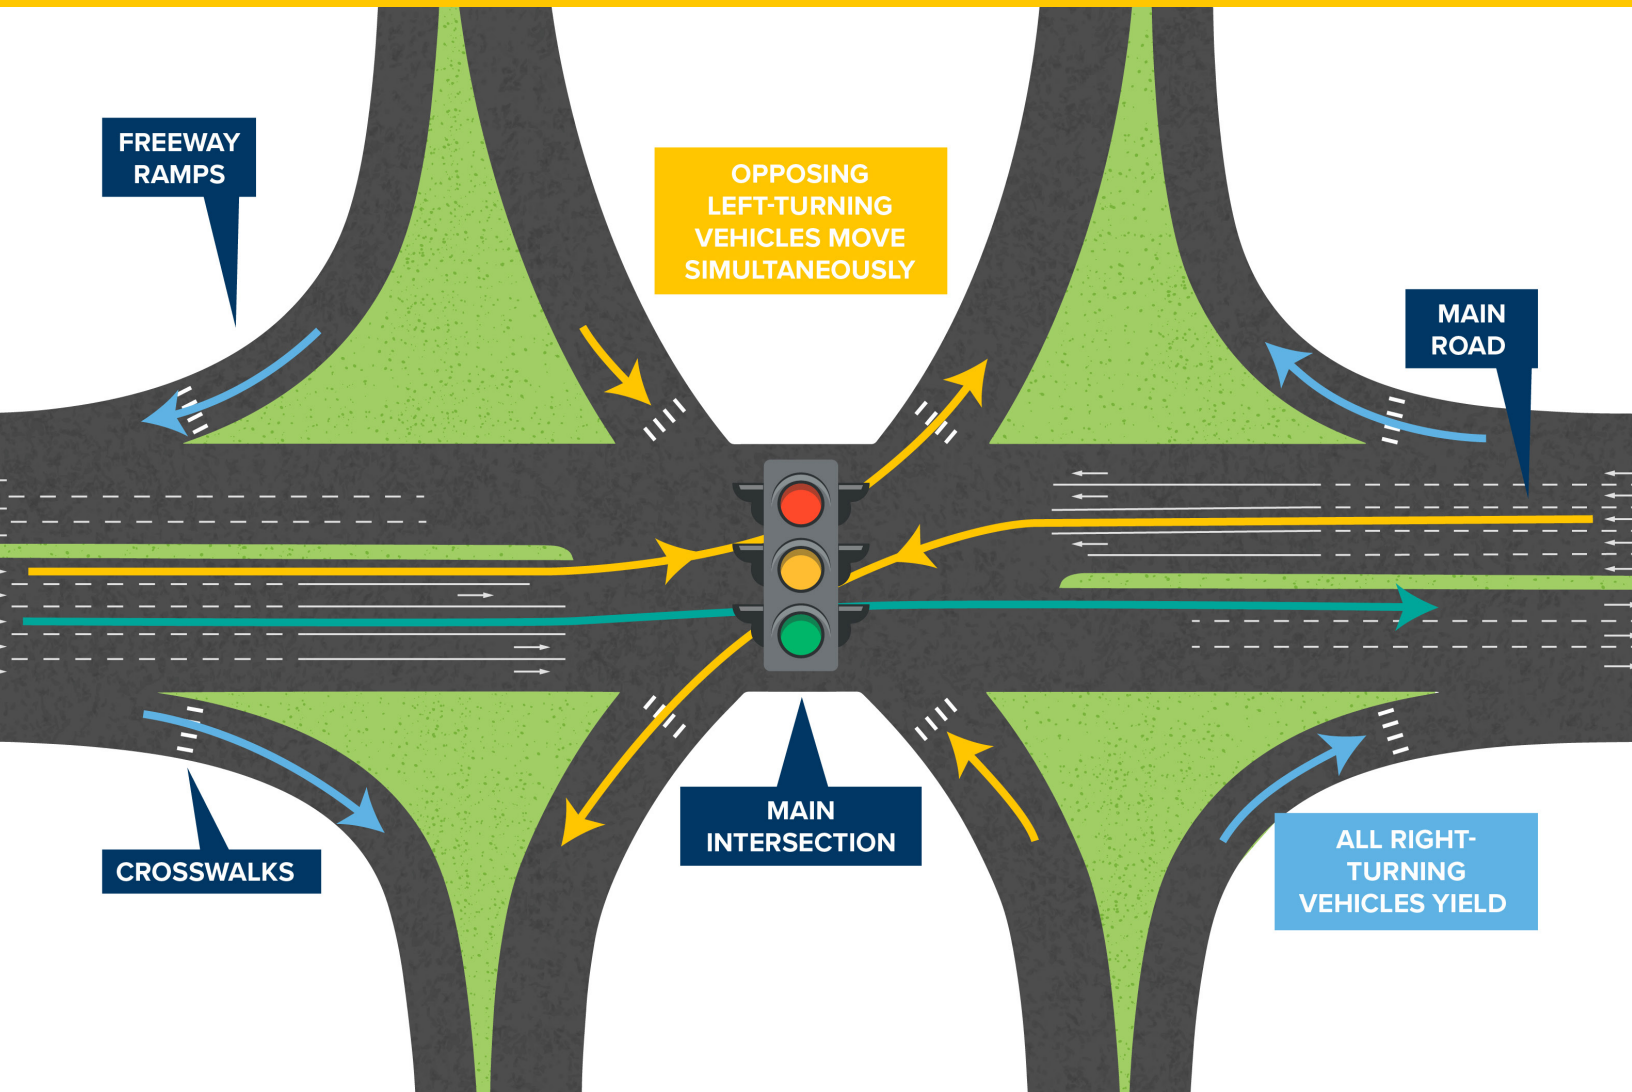 FREEWAY
RAMPS
OPPOSING
LEFT-TURNING
VEHICLES MOVE
SIMULTANEOUSLY
MAIN
ROAD
MAIN
INTERSECTION
CROSSWALKS
ALL RIGHT-
TURNING
VEHICLES YIELD